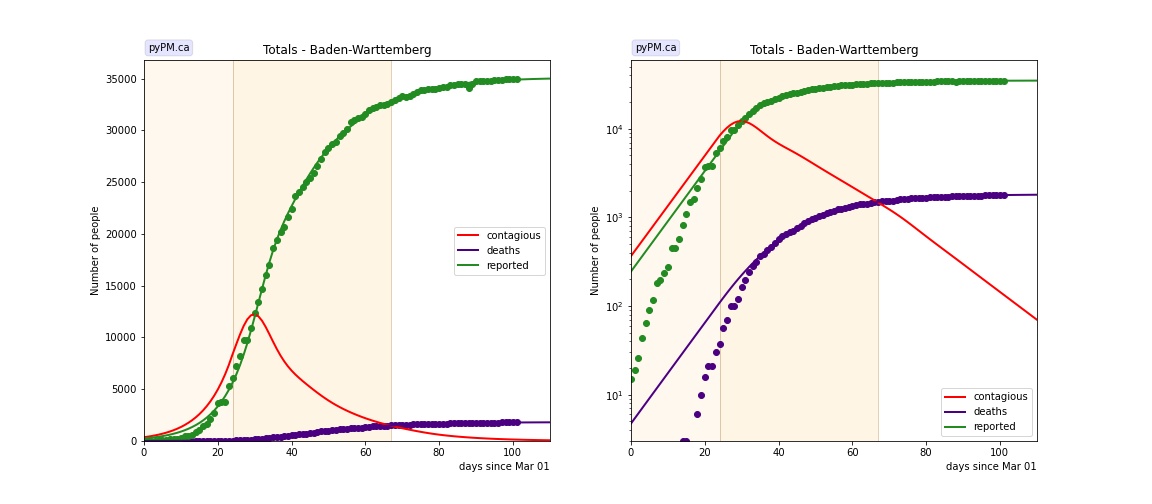 pyPM.ca
Totals - Baden-Warttemberg
Number of people
35000
30000
25000
20000
15000
10000
5000
0
0
20
40
60
80
100
days since Mar 01
contagious
deaths
reported
pyPM.ca
Totals - Baden-Warttemberg
Number of people
10⁴
10³
10²
10¹
0
20
40
60
80
100
days since Mar 01
contagious
deaths
reported